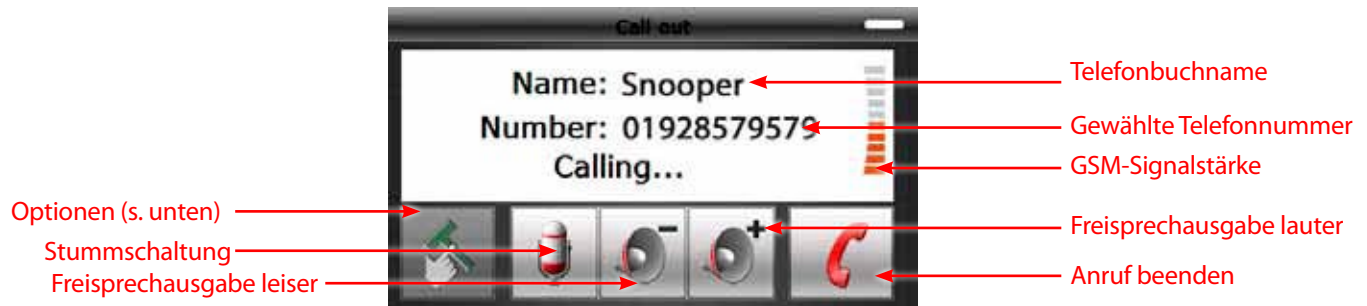 Call out
Name: Snooper
Number: 01928579579
Calling...
Telefonbuchname
Gewählte Telefonnummer
GSM-Signalstärke
Optionen (s. unten)
Stummschaltung
Freisprechausgabe leiser
Freisprechausgabe lauter
Anruf beenden